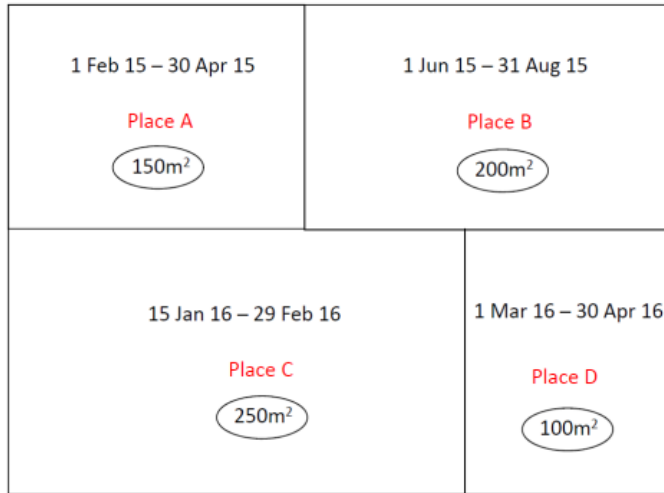 1 Feb 15 – 30 Apr 15
Place A
150m²
1 Jun 15 – 31 Aug 15
Place B
200m²
15 Jan 16 – 29 Feb 16
Place C
250m²
1 Mar 16 – 30 Apr 16
Place D
100m²